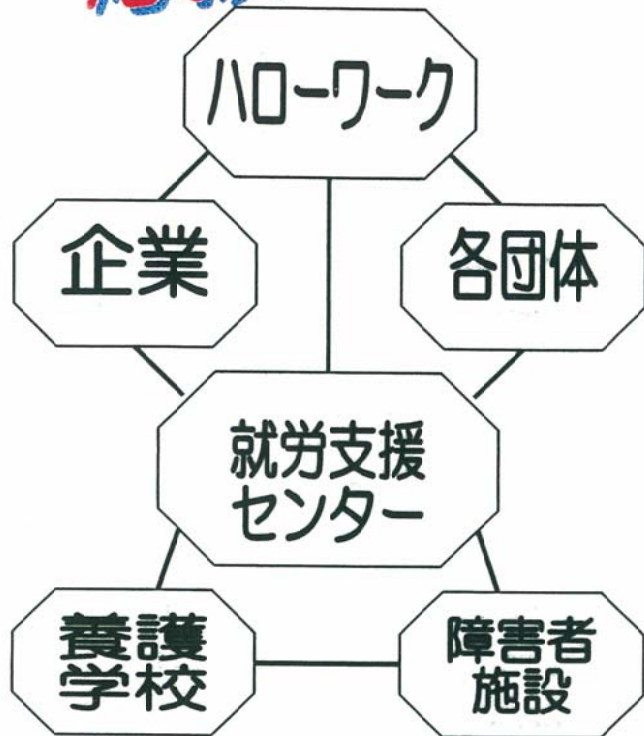 ハローワーク
企業
各団体
就労支援
センター
養護
学校
障害者
施設